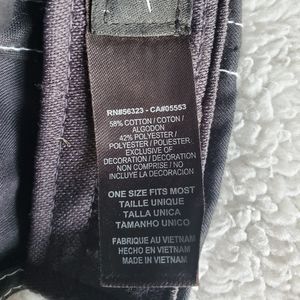 RN#56323 - CA#05553
58% COTTON / COTON /
ALGODON
42% POLYESTER /
POLYESTER / POLIESTER
EXCLUSIVE OF
DECORATION / DECORATION
NON COMPRISE / NO
INCLUYE LA DECORACION
ONE SIZE FITS MOST
TAILLE UNIQUE
TALLA UNICA
TAMANHO UNICO
FABRIQUE AU VIETNAM
HECHO EN VIETNAM
MADE IN VIETNAM